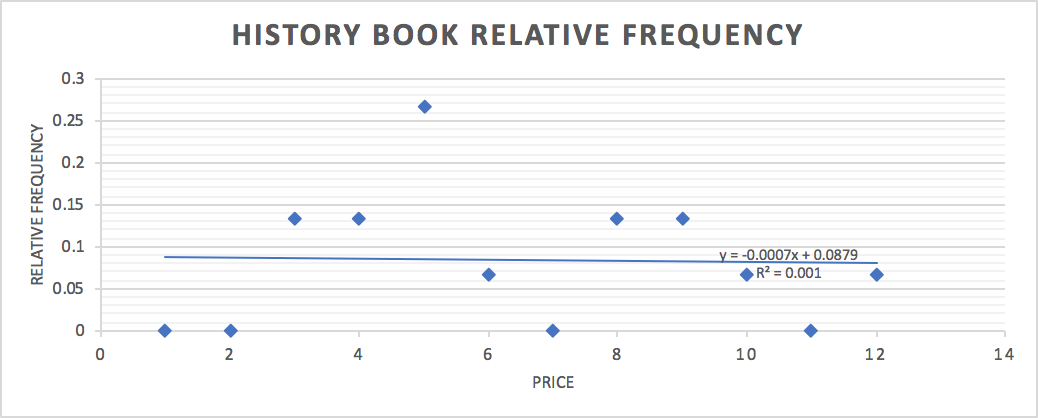 HISTORY BOOK RELATIVE FREQUENCY
RELATIVE FREQUENCY
0.3
0.25
0.2
0.15
0.1
0.05
0
y = -0.0007x + 0.0879
R² = 0.001
0 2 4 6 8 10 12 14
PRICE